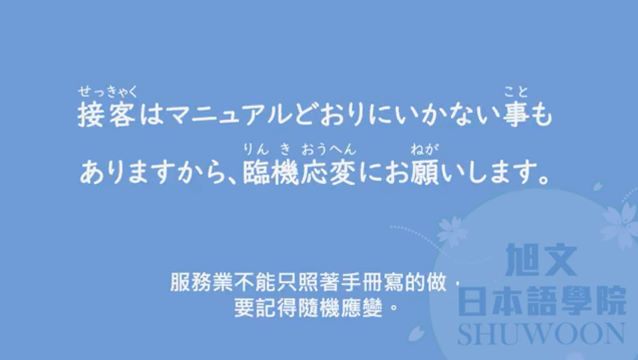 せっきゃく こと
接客はマニュアルどおりにいかない事も
りん き おうへん ねが
ありますから、臨機応変にお願いします。
服務業不能只照著手冊寫的做，
要記得隨機應變。
旭文
日本語學院
SHUWOON